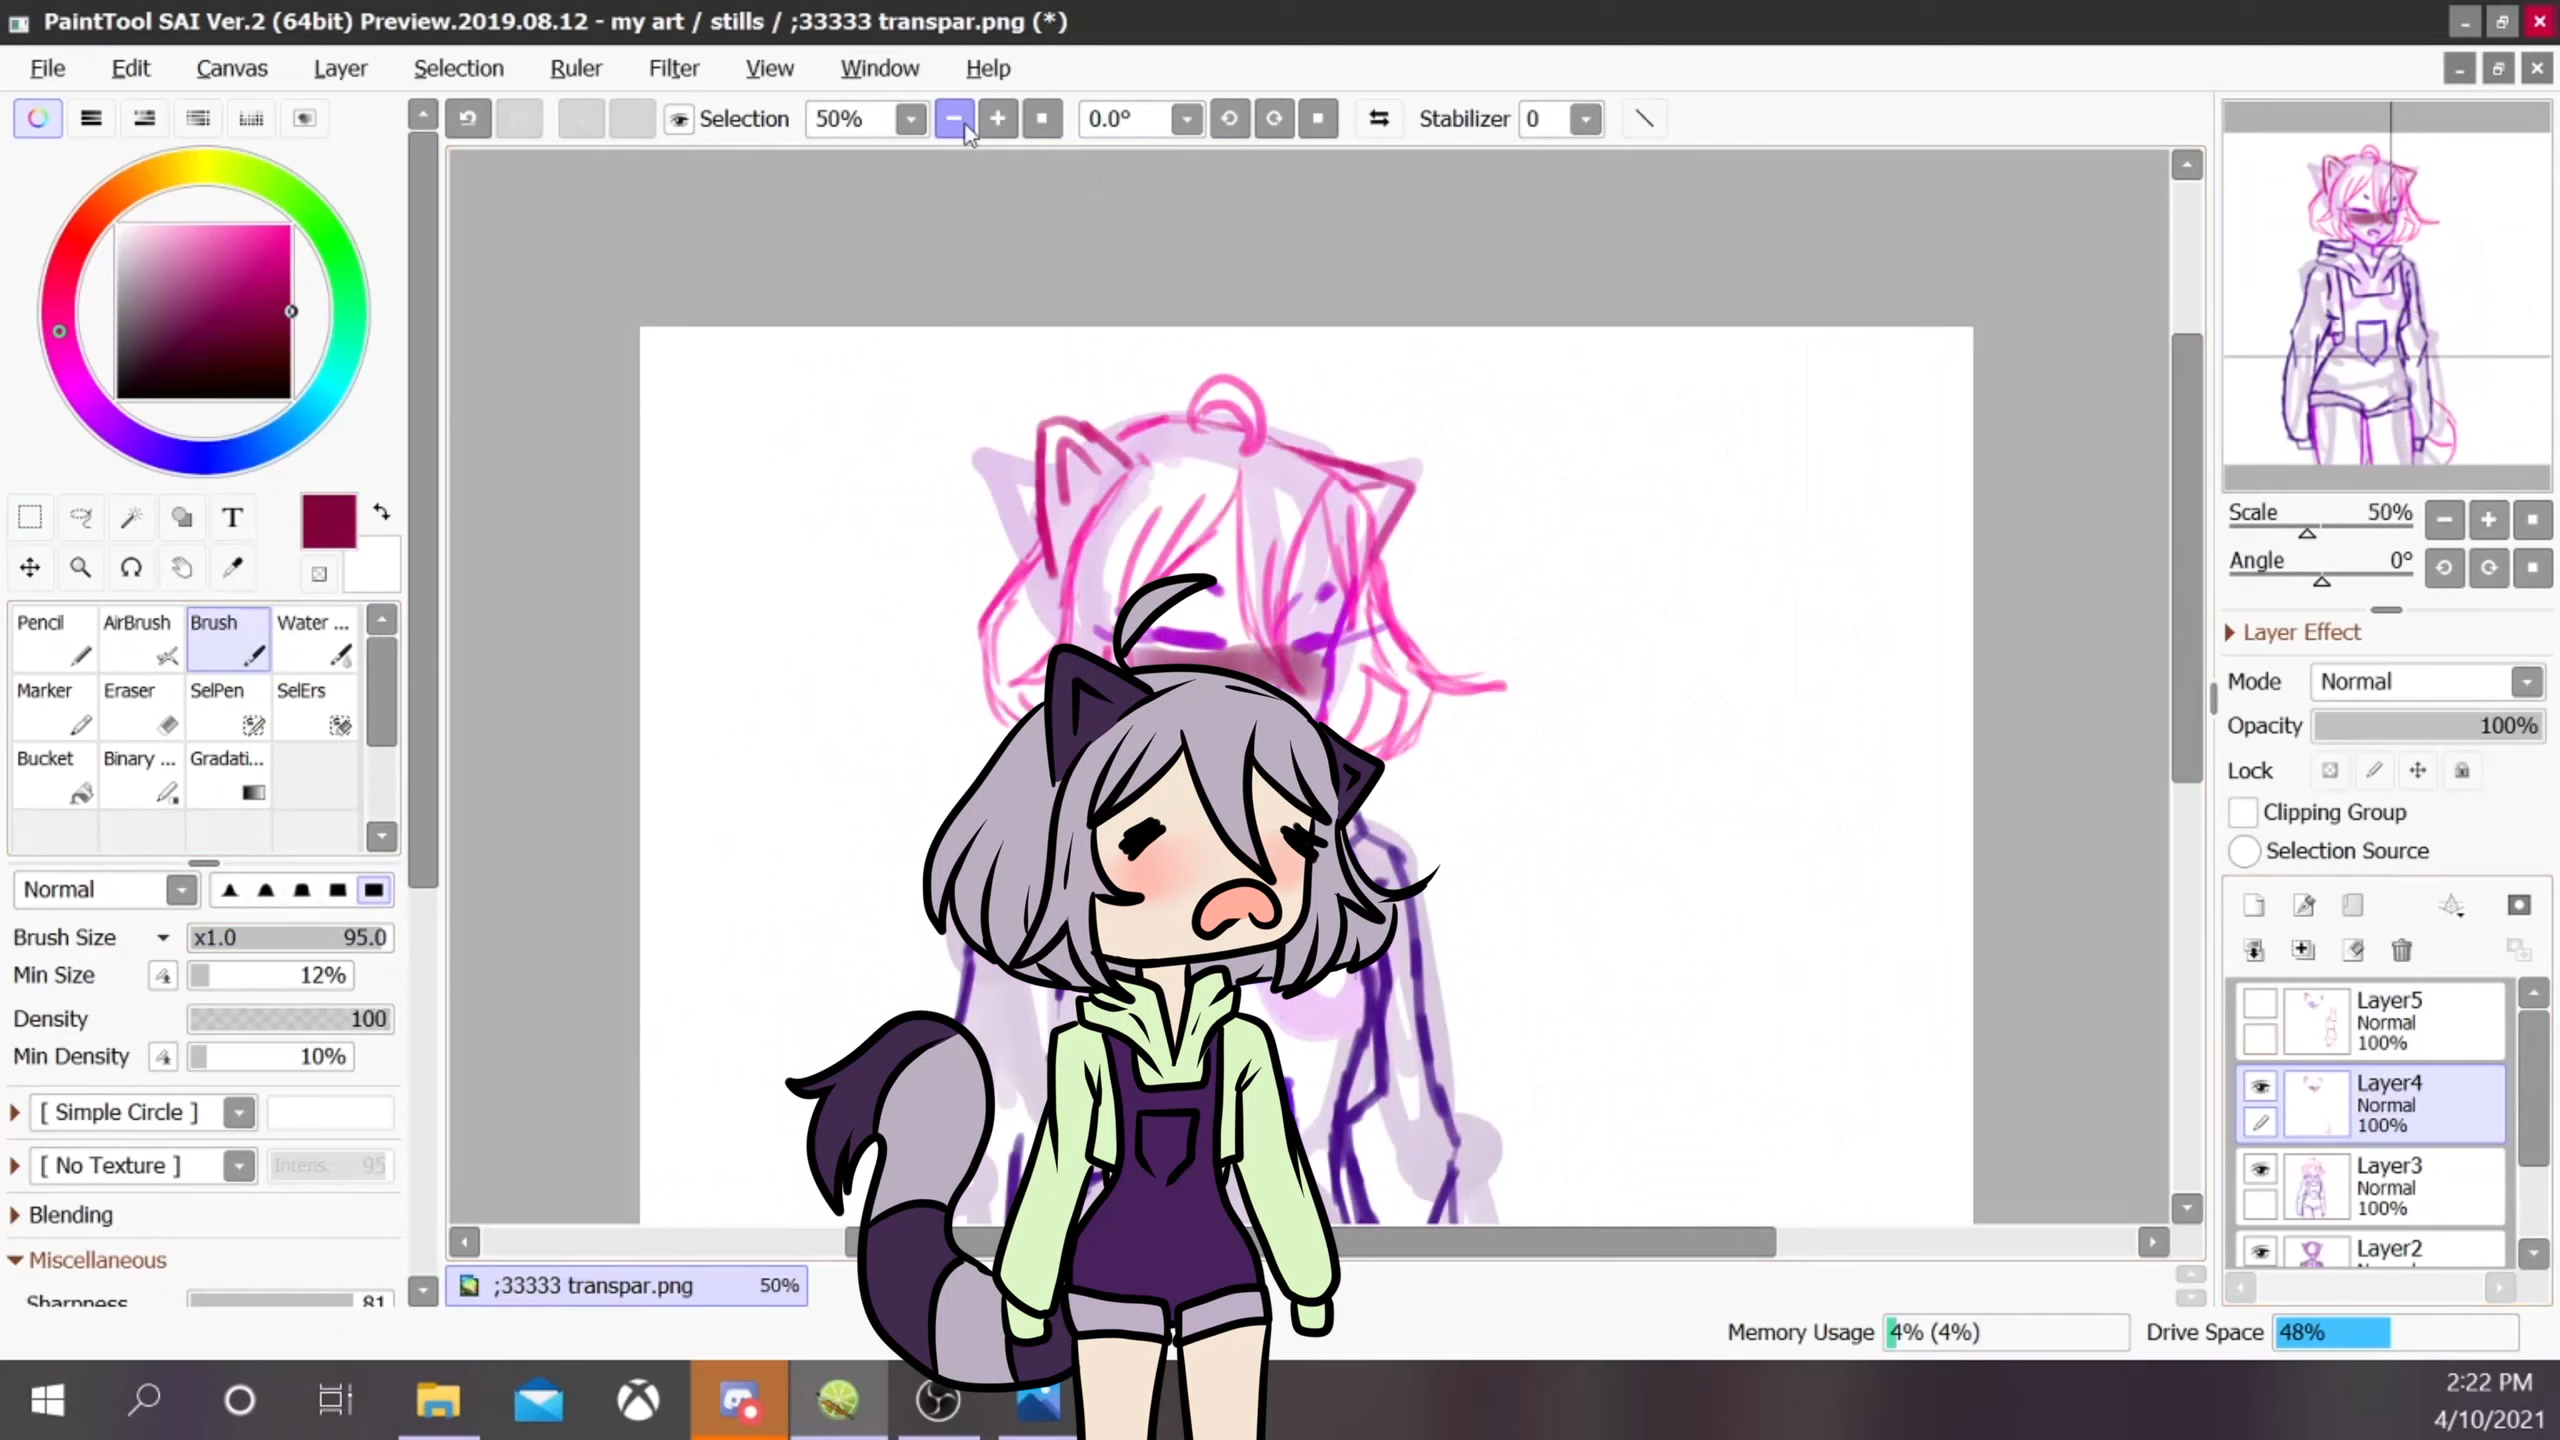 PaintTool SAI Ver.2 (64bit) Preview.2019.08.12 - my art / stills / ;33333 transpar.png (*)
File Edit Canvas Layer Selection Ruler Filter View Window Help
Selection 50% 0.0° Stabilizer 0
T
Pencil AirBrush Brush Water ...
Marker Eraser SelPen SelErs
Bucket Binary ... Gradati...
Normal
Brush Size x1.0 95.0
Min Size 12%
Density 100
Min Density 10%
[ Simple Circle ]
[ No Texture ] Intens. 95
Blending
Miscellaneous
Sharpness 81
;33333 transpar.png 50%
Scale 50%
Angle 0°
Layer Effect
Mode Normal
Opacity 100%
Lock
Clipping Group
Selection Source
Layer5
Normal
100%
Layer4
Normal
100%
Layer3
Normal
100%
Layer2
Memory Usage 4% (4%) Drive Space 48%
2:22 PM
4/10/2021